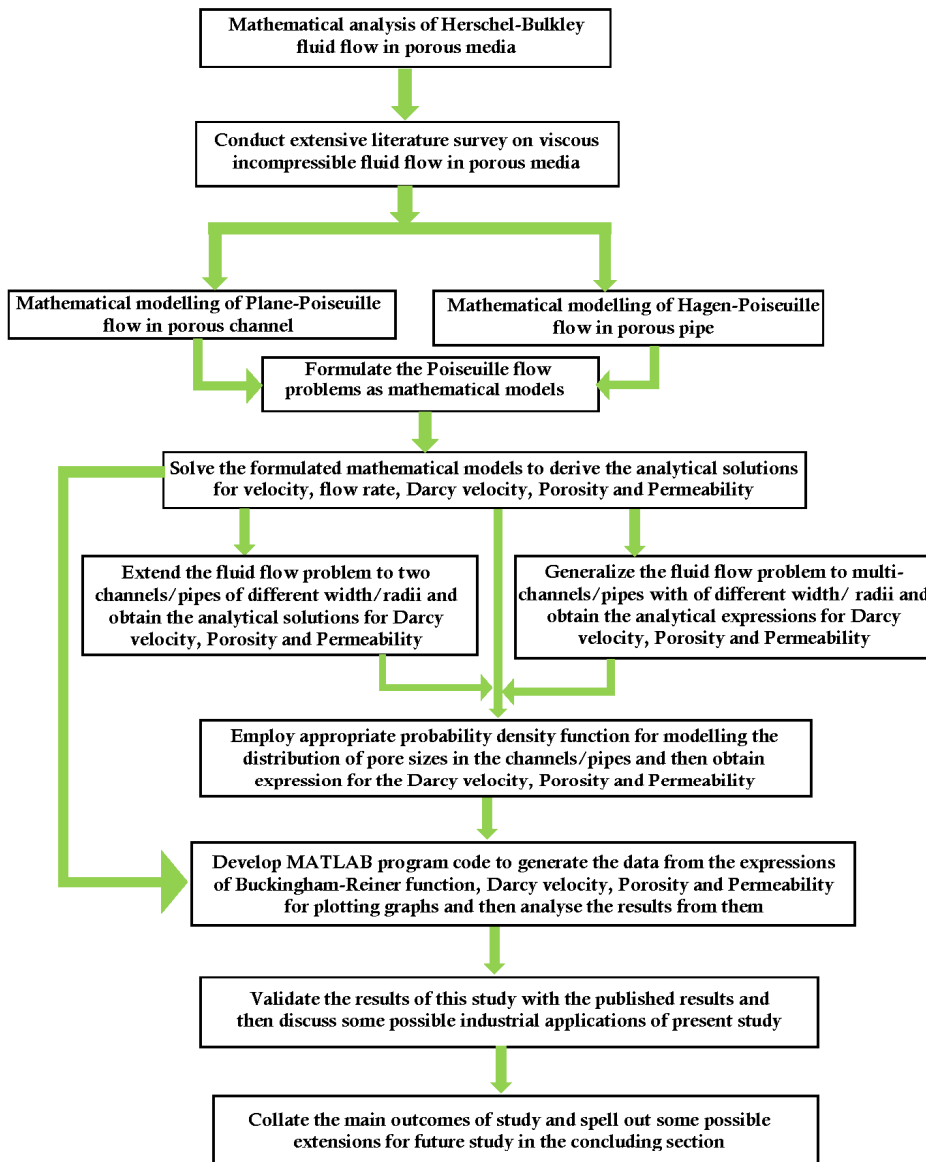 Mathematical analysis of Herschel-Bulkley
fluid flow in porous media
Conduct extensive literature survey on viscous
incompressible fluid flow in porous media
Mathematical modelling of Plane-Poiseuille
flow in porous channel
Mathematical modelling of Hagen-Poiseuille
flow in porous pipe
Formulate the Poiseuille flow
problems as mathematical models
Solve the formulated mathematical models to derive the analytical solutions
for velocity, flow rate, Darcy velocity, Porosity and Permeability
Extend the fluid flow problem to two
channels/pipes of different width/radii and
obtain the analytical solutions for Darcy
velocity, Porosity and Permeability
Generalize the fluid flow problem to multi-
channels/pipes with of different width/ radii and
obtain the analytical expressions for Darcy
velocity, Porosity and Permeability
Employ appropriate probability density function for modelling the
distribution of pore sizes in the channels/pipes and then obtain
expression for the Darcy velocity, Porosity and Permeability
Develop MATLAB program code to generate the data from the expressions
of Buckingham-Reiner function, Darcy velocity, Porosity and Permeability
for plotting graphs and then analyse the results from them
Validate the results of this study with the published results and
then discuss some possible industrial applications of present study
Collate the main outcomes of study and spell out some possible
extensions for future study in the concluding section